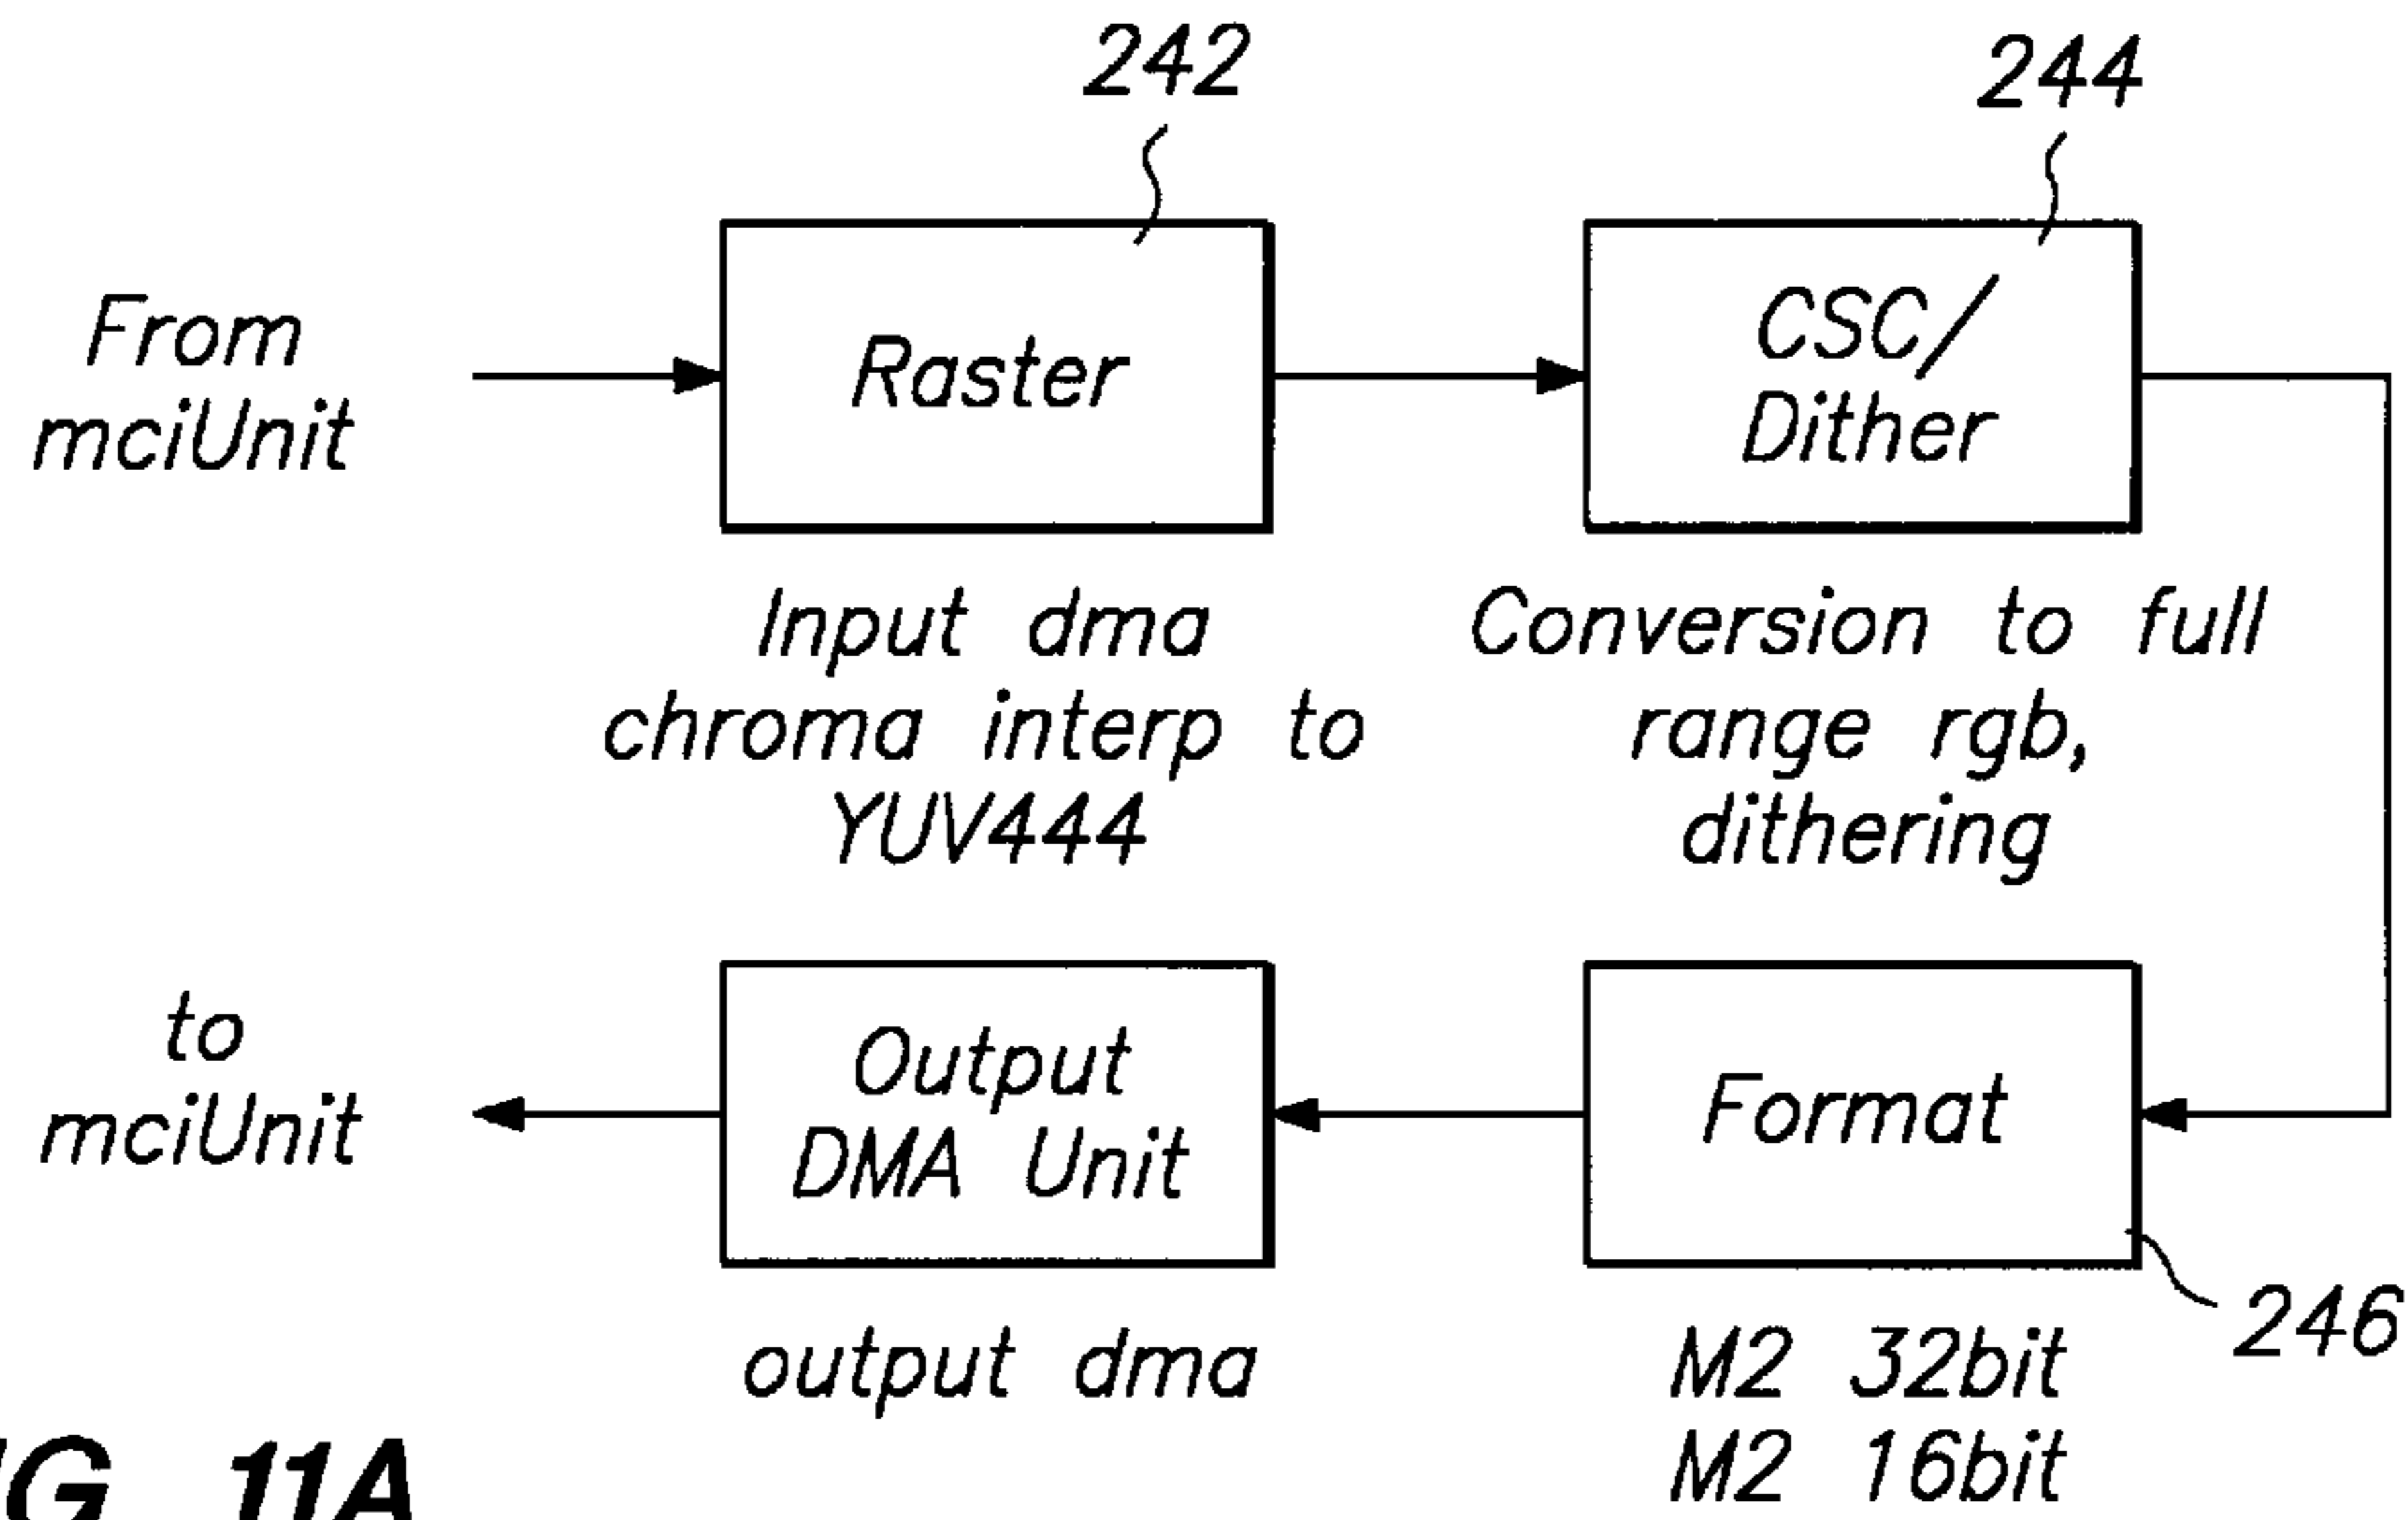 242
244
From
mciUnit
Raster
CSC/
Dither
Input dma
chroma interp to
YUV444
Conversion to full
range rgb,
dithering
to
mciUnit
Output
DMA Unit
Format
246
output dma
M2 32bit
M2 16bit
11A